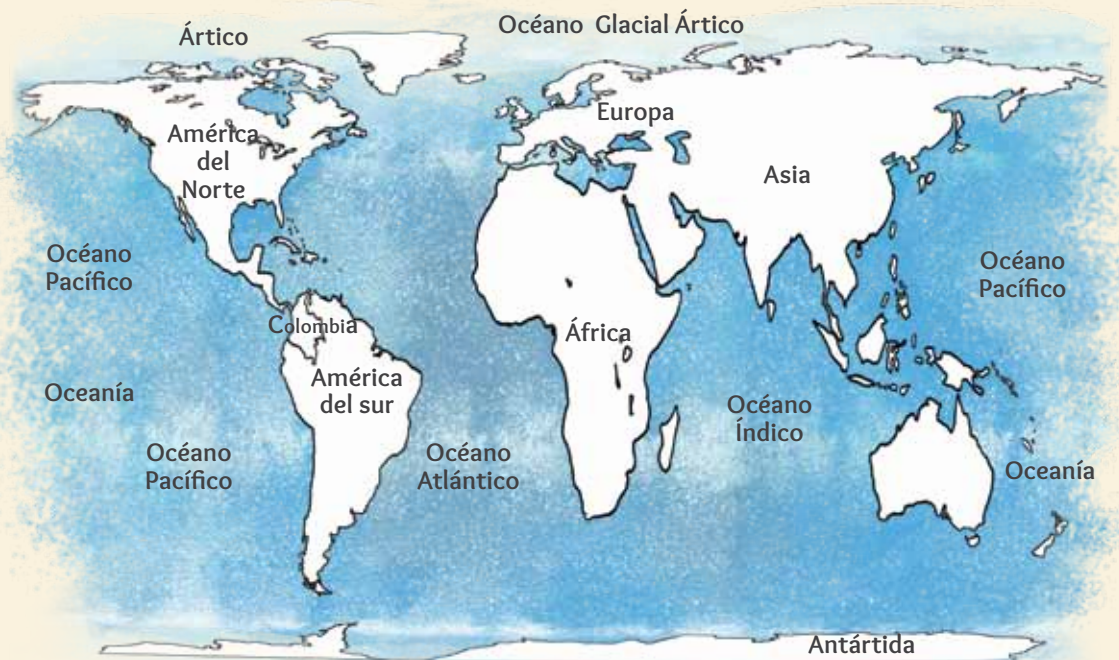 Océano Glacial Ártico
Ártico
Europa
América
del
Norte
Asia
Océano
Pacífico
Océano
Pacífico
Colombia
África
América
del sur
Oceanía
Océano
Índico
Océano
Pacífico
Océano
Atlántico
Oceanía
Antártida